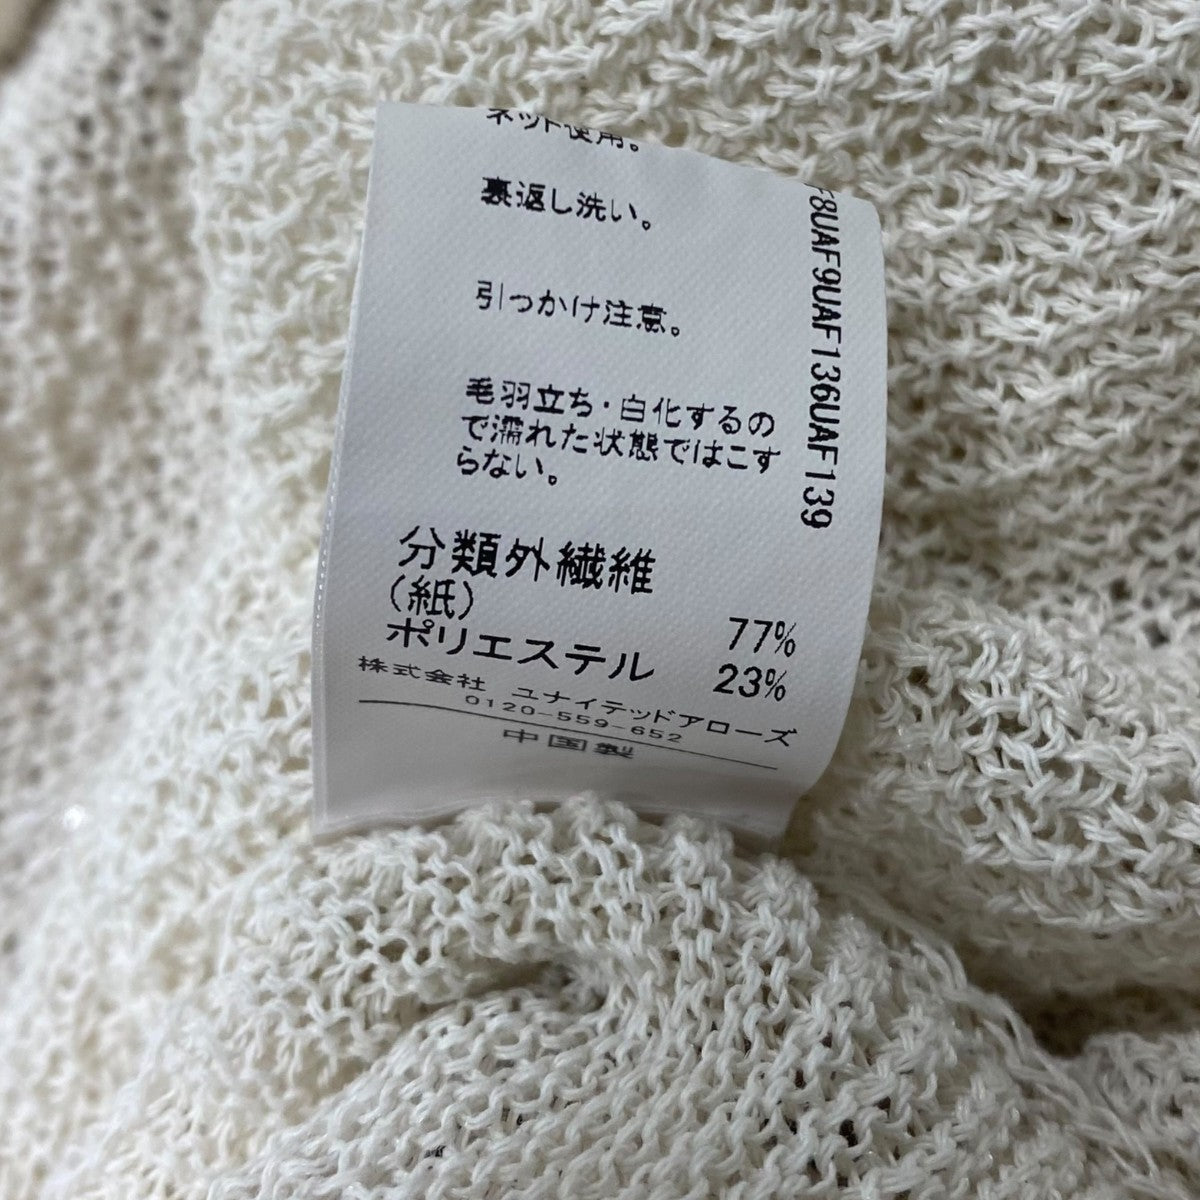 ネット使用。
裏返し洗い。
引っかけ注意。
毛羽立ち・白化するの
で濡れた状態ではこす
らない。
分類外繊維
(紙) 77%
ポリエステル 23%
株式会社 ユナイテッドアローズ
0120-559-652
中国製
F8UAF9UAF136UAF139